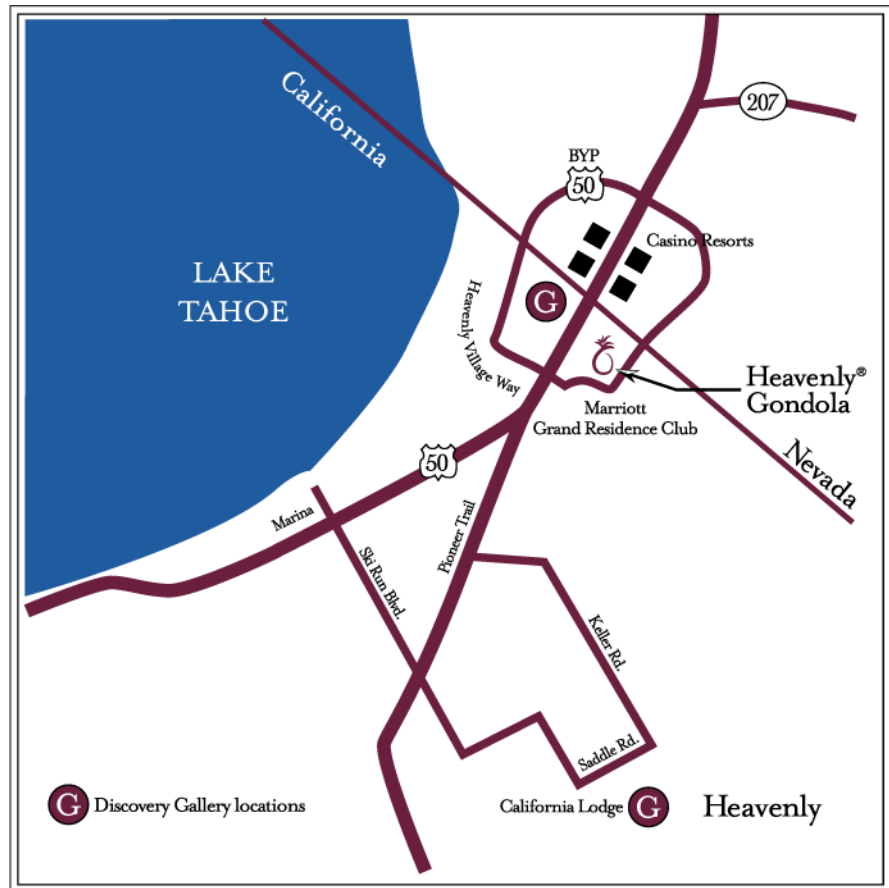 California
207
BYP
50
Casino Resorts
LAKE
TAHOE
G
Heavenly Village Way
Heavenly®
Gondola
Marriott
Grand Residence Club
Nevada
50
Marina
Pioneer Trail
Ski Run Blvd.
Keller Rd.
Saddle Rd.
G Discovery Gallery locations
California Lodge G Heavenly